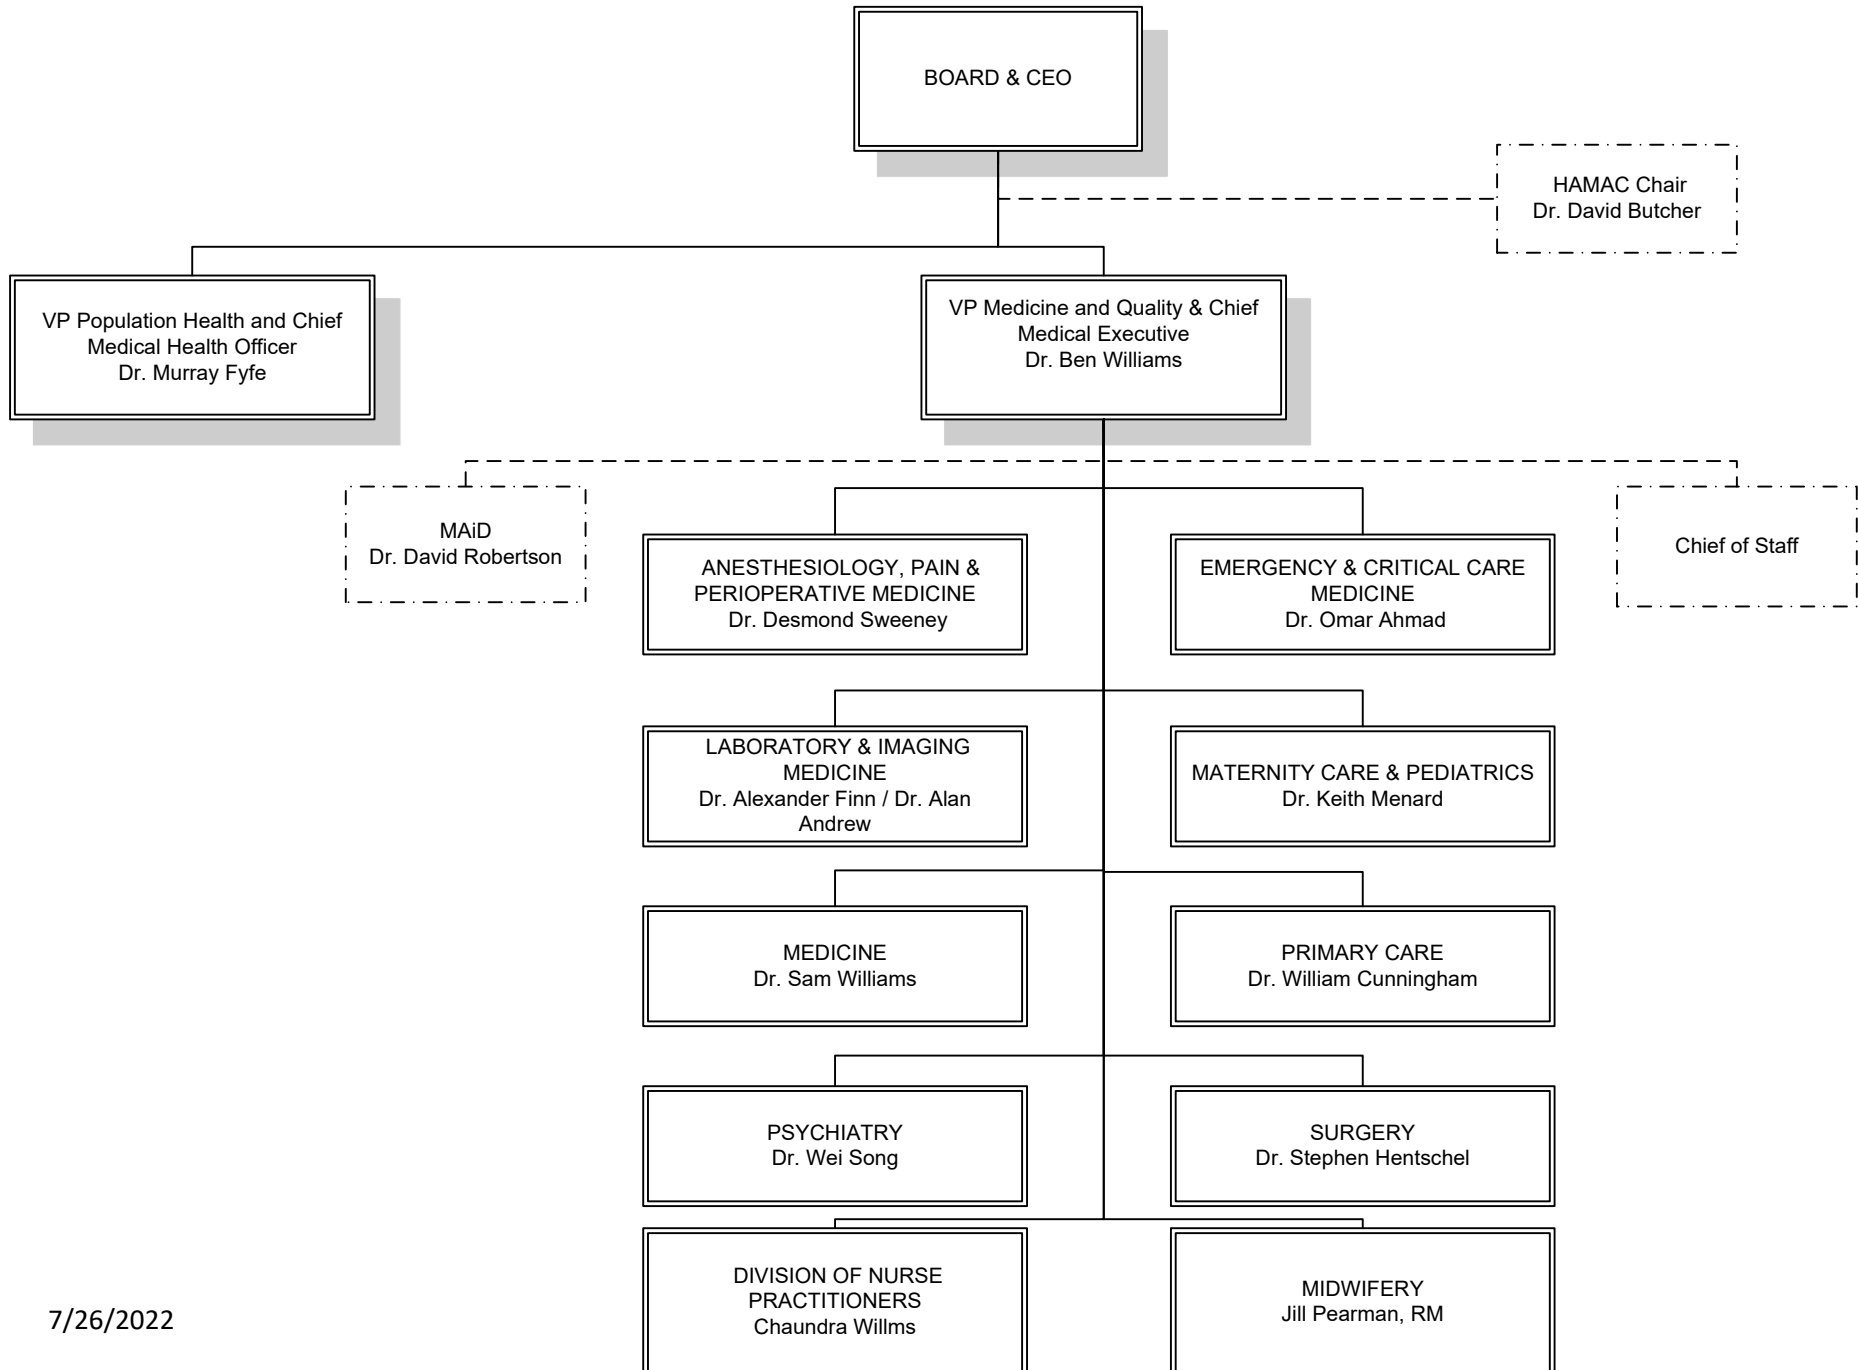 BOARD & CEO
HAMAC Chair
Dr. David Butcher
VP Population Health and Chief
Medical Health Officer
Dr. Murray Fyfe
VP Medicine and Quality & Chief
Medical Executive
Dr. Ben Williams
MAiD
Dr. David Robertson
Chief of Staff
ANESTHESIOLOGY, PAIN &
PERIOPERATIVE MEDICINE
Dr. Desmond Sweeney
EMERGENCY & CRITICAL CARE
MEDICINE
Dr. Omar Ahmad
LABORATORY & IMAGING
MEDICINE
Dr. Alexander Finn / Dr. Alan
Andrew
MATERNITY CARE & PEDIATRICS
Dr. Keith Menard
MEDICINE
Dr. Sam Williams
PRIMARY CARE
Dr. William Cunningham
PSYCHIATRY
Dr. Wei Song
SURGERY
Dr. Stephen Hentschel
DIVISION OF NURSE
PRACTITIONERS
Chaundra Willms
MIDWIFERY
Jill Pearman, RM
7/26/2022